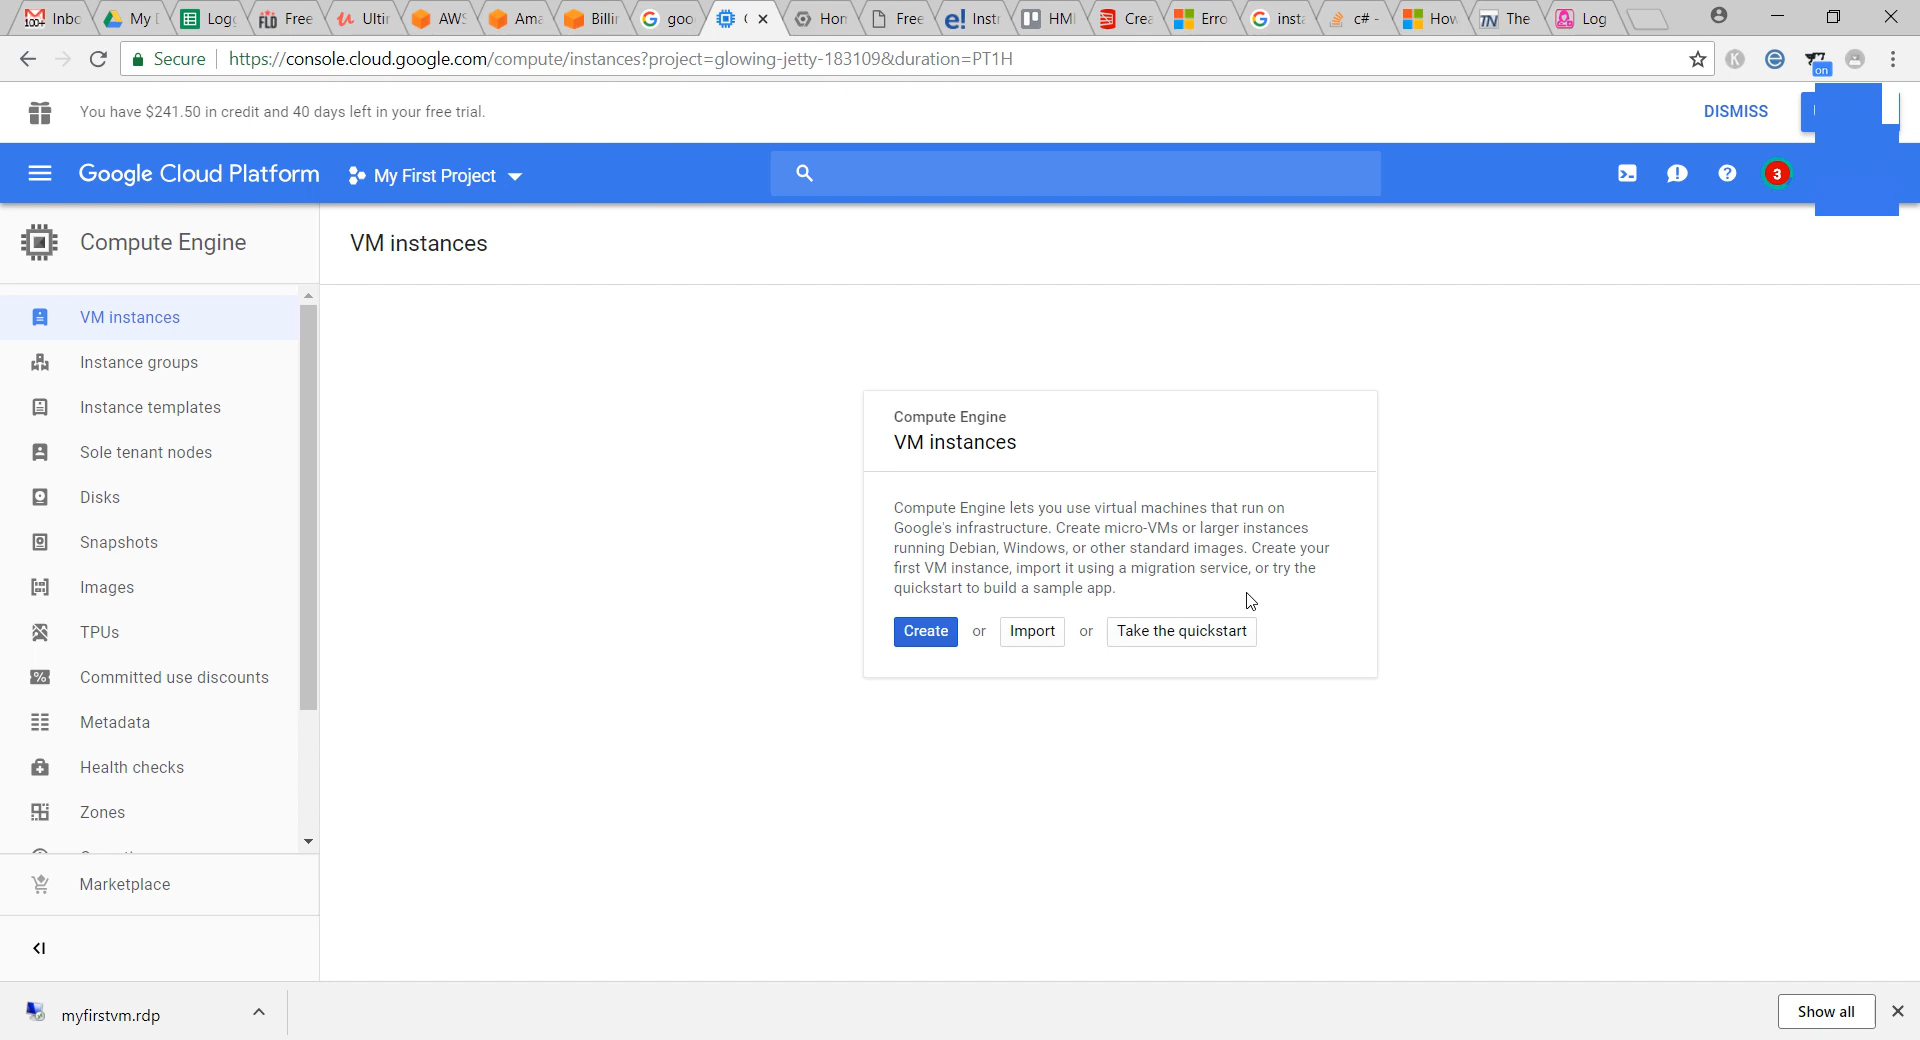 Inbo
My D
Logg
Free
Ultir
AWS
Ama
Billin
goo
(
Hom
Free
Instr
HMI
Crea
Erro
insta
c# -
How
The
Log
Secure
https://console.cloud.google.com/compute/instances?project=glowing-jetty-183109&duration=PT1H
on
You have $241.50 in credit and 40 days left in your free trial.
DISMISS
Google Cloud Platform
My First Project
3
Compute Engine
VM instances
VM instances
Instance groups
Instance templates
Sole tenant nodes
Disks
Snapshots
Images
TPUs
Committed use discounts
Metadata
Health checks
Zones
Marketplace
Compute Engine
VM instances
Compute Engine lets you use virtual machines that run on
Google's infrastructure. Create micro-VMs or larger instances
running Debian, Windows, or other standard images. Create your
first VM instance, import it using a migration service, or try the
quickstart to build a sample app.
Create or Import or Take the quickstart
myfirstvm.rdp
Show all